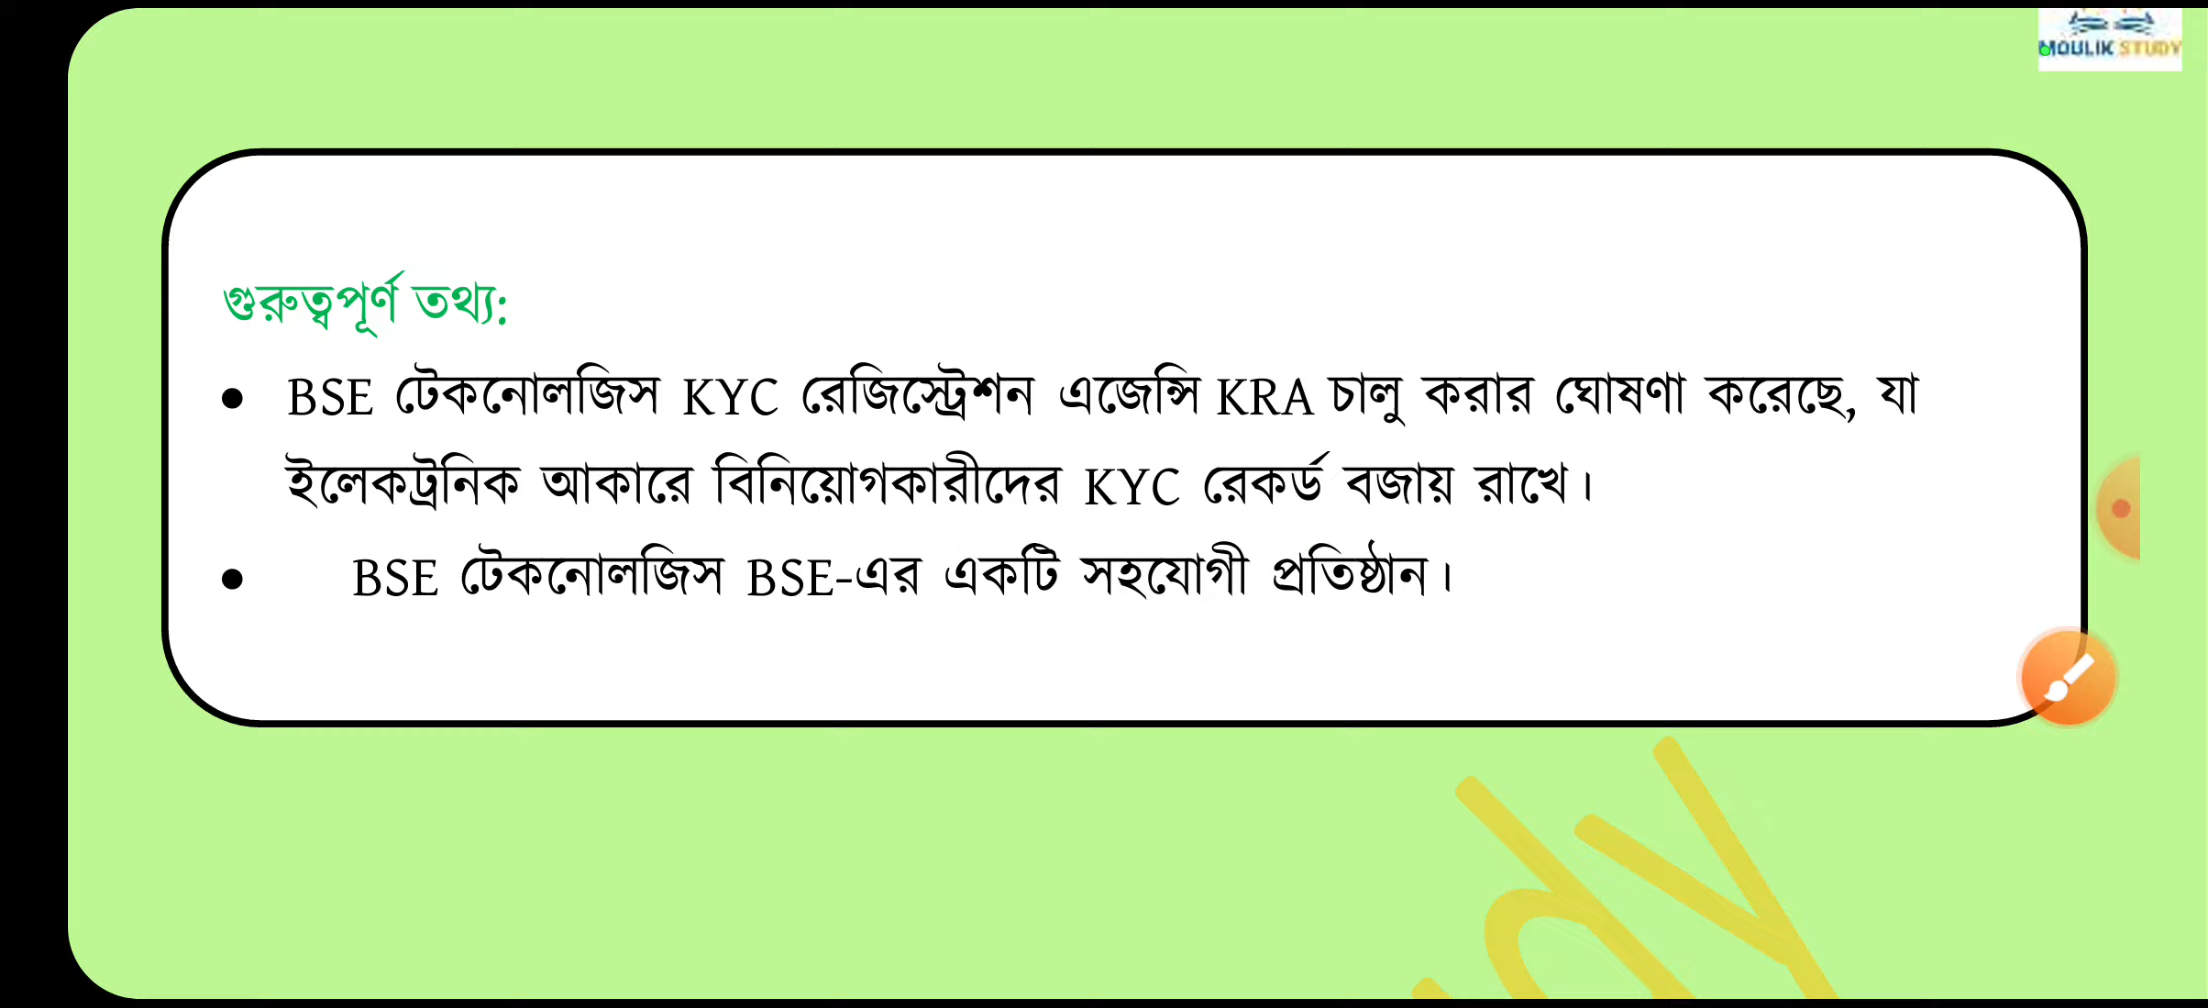 MOULIK STUDY
গুরুত্বপূর্ণ তথ্য:
• BSE টেকনোলজিস KYC রেজিস্ট্রেশন এজেন্সি KRA চালু করার ঘোষণা করেছে, যা
ইলেকট্রনিক আকারে বিনিয়োগকারীদের KYC রেকর্ড বজায় রাখে।
• BSE টেকনোলজিস BSE-এর একটি সহযোগী প্রতিষ্ঠান।
dy